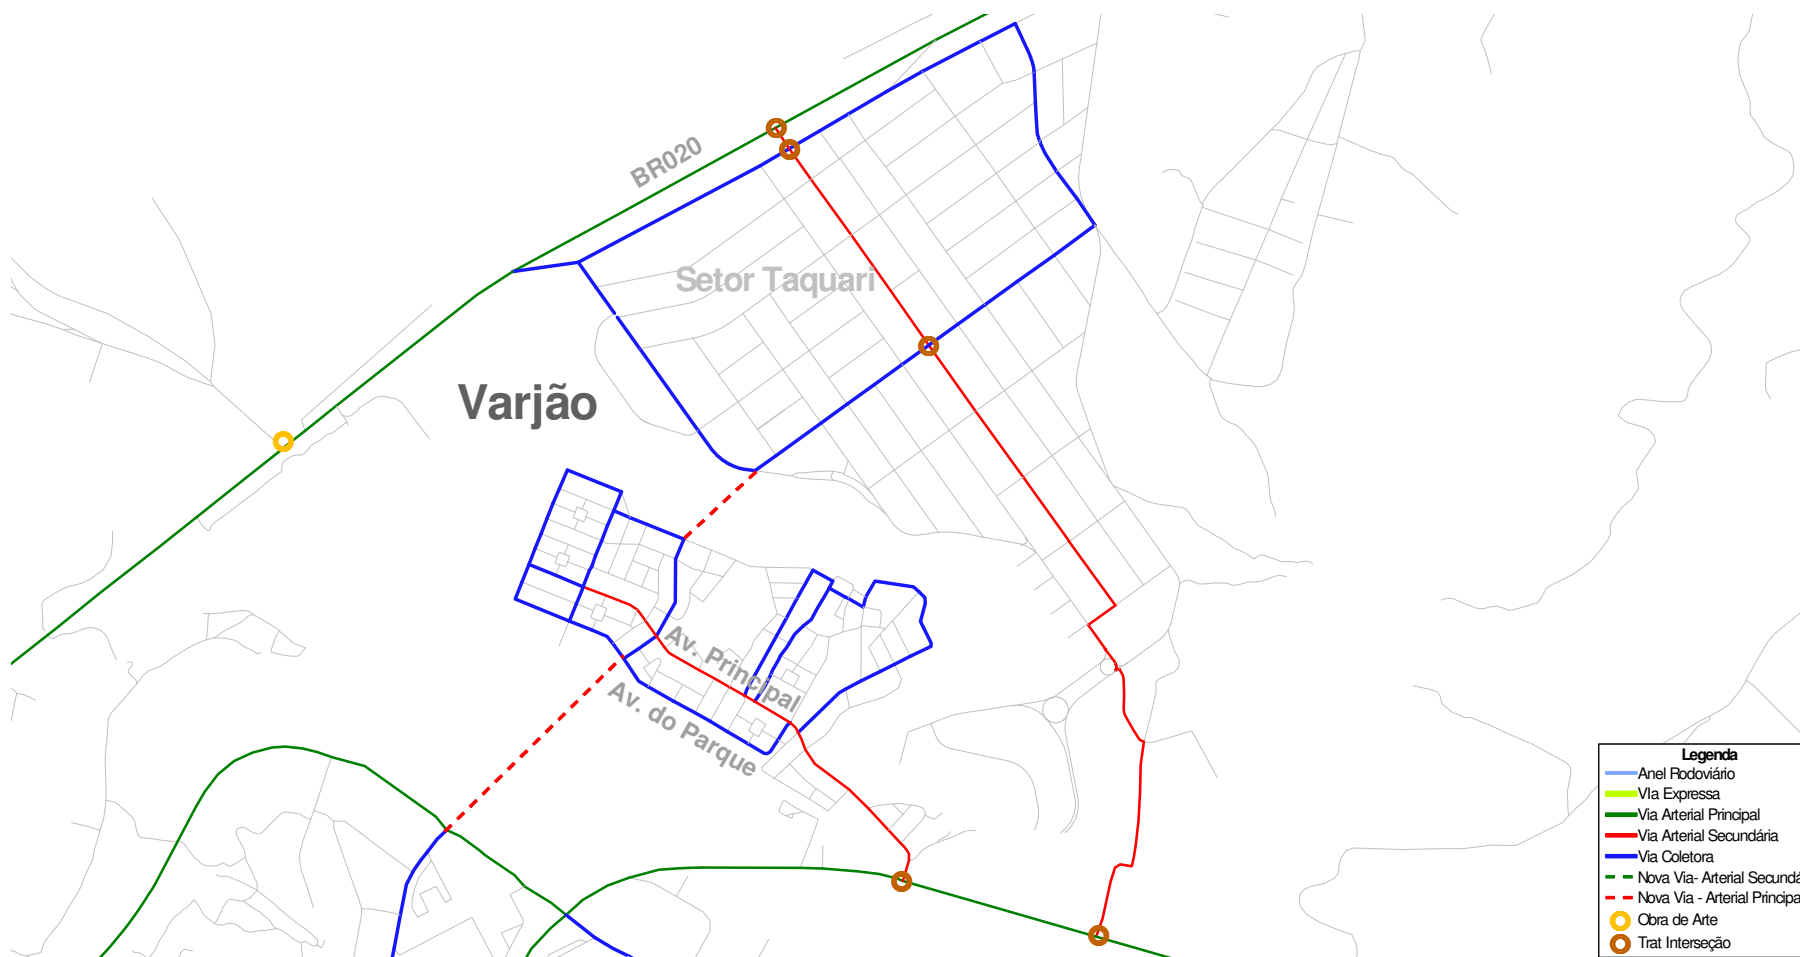 BR020
Setor Taquari
Varjão
Av. Principal
Av. do Parque
Legenda
Anel Rodoviário
VIa Expressa
Via Arterial Principal
Via Arterial Secundária
Via Coletora
Nova Via- Arterial Secundá
Nova Via - Arterial Principa
Obra de Arte
Trat Interseção